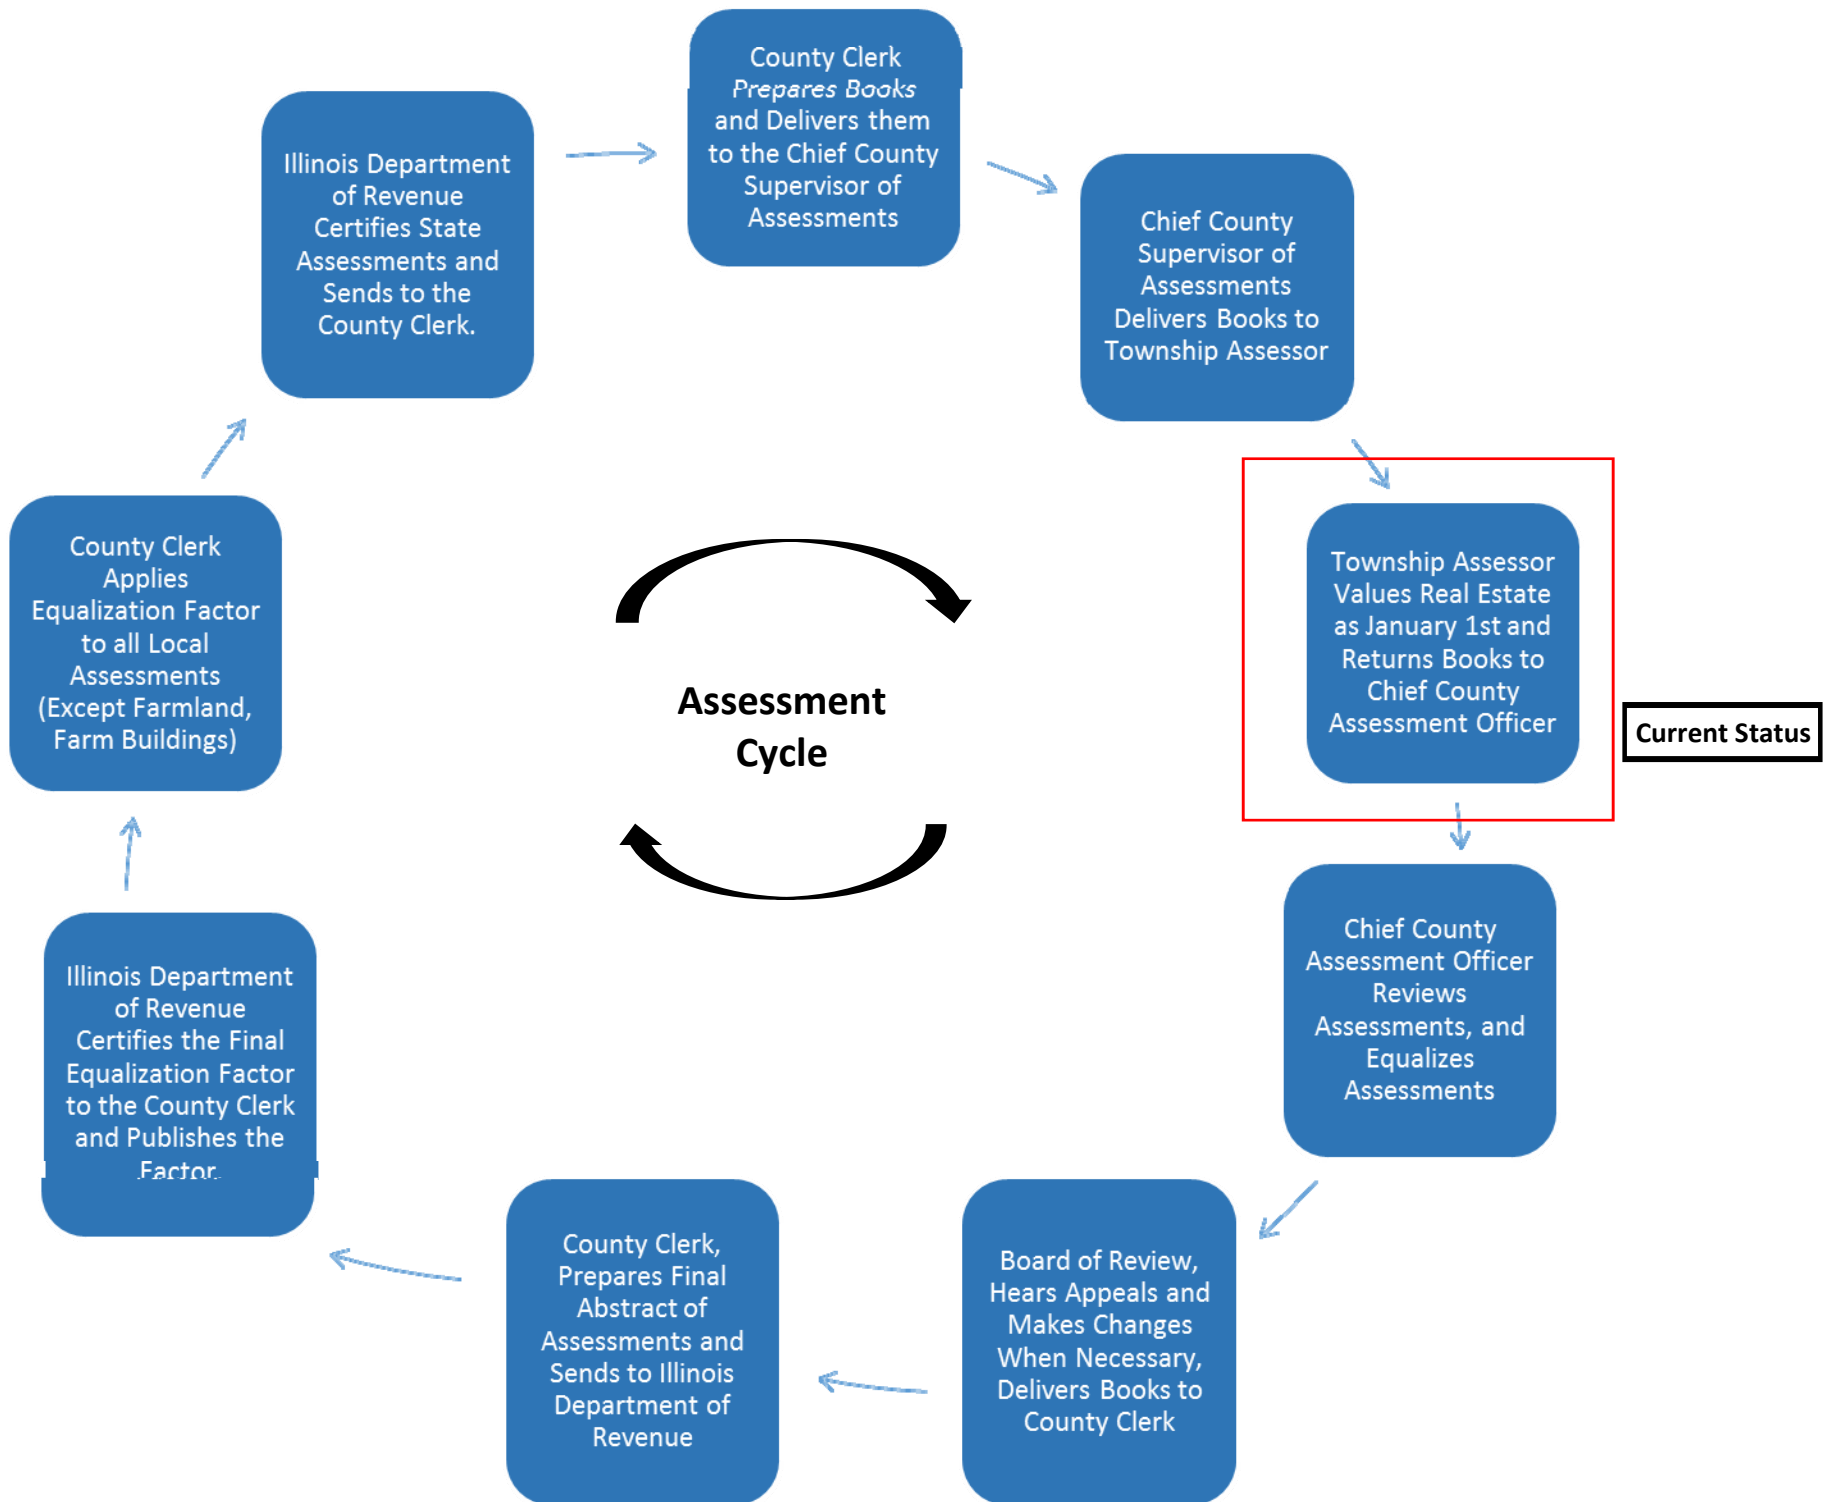 County Clerk
Prepares Books
and Delivers them
to the Chief County
Supervisor of
Assessments
Chief County
Supervisor of
Assessments
Delivers Books to
Township Assessor
Township Assessor
Values Real Estate
as January 1st and
Returns Books to
Chief County
Assessment Officer
Current Status
Chief County
Assessment Officer
Reviews
Assessments, and
Equalizes
Assessments
Board of Review,
Hears Appeals and
Makes Changes
When Necessary,
Delivers Books to
County Clerk
County Clerk,
Prepares Final
Abstract of
Assessments and
Sends to Illinois
Department of
Revenue
Illinois Department
of Revenue
Certifies the Final
Equalization Factor
to the County Clerk
and Publishes the
Factor.
County Clerk
Applies
Equalization Factor
to all Local
Assessments
(Except Farmland,
Farm Buildings)
Illinois Department
of Revenue
Certifies State
Assessments and
Sends to the
County Clerk.
Assessment
Cycle